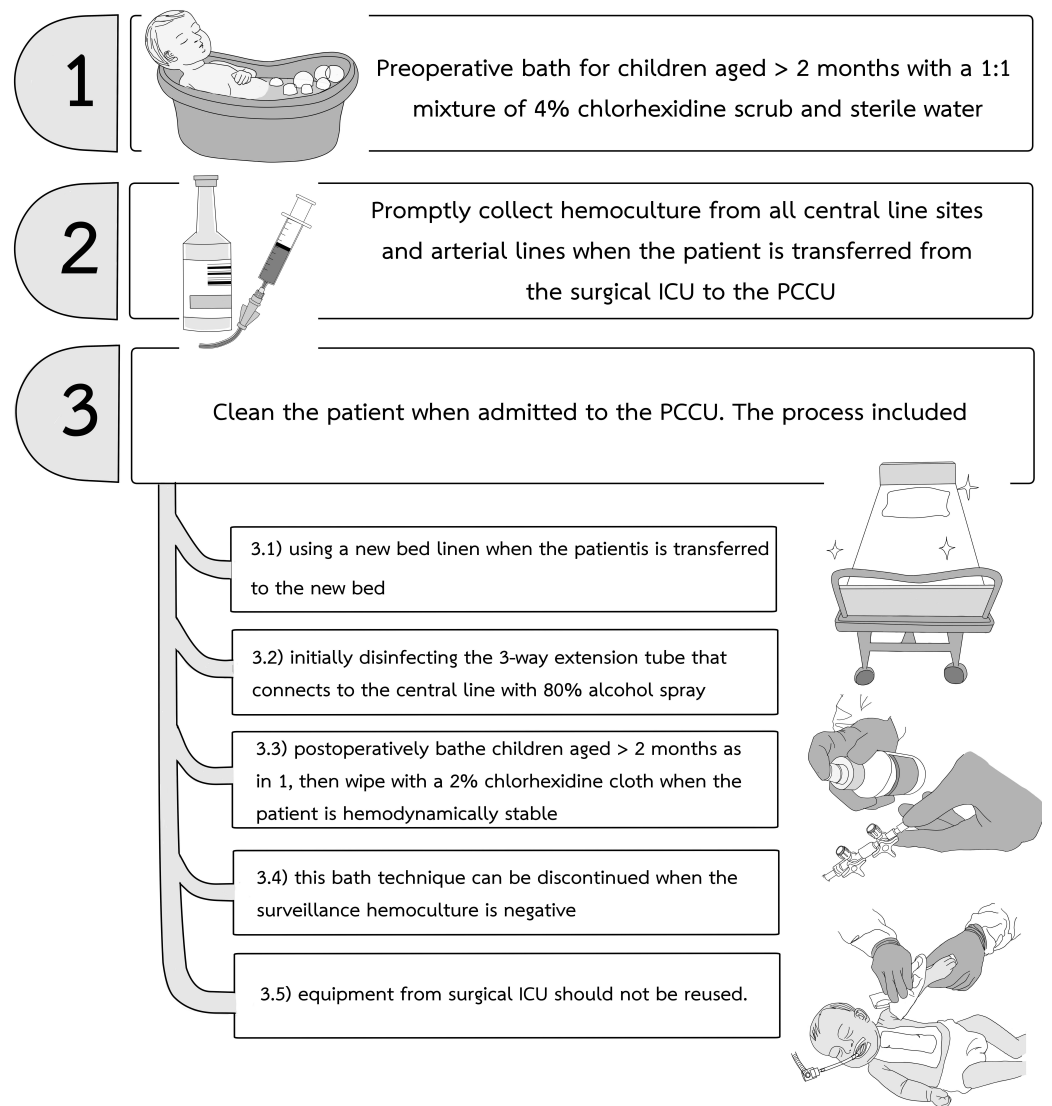 1
Preoperative bath for children aged > 2 months with a 1:1
mixture of 4% chlorhexidine scrub and sterile water
2
Promptly collect hemoculture from all central line sites
and arterial lines when the patient is transferred from
the surgical ICU to the PCCU
3
Clean the patient when admitted to the PCCU. The process included
3.1) using a new bed linen when the patientis is transferred
to the new bed
3.2) initially disinfecting the 3-way extension tube that
connects to the central line with 80% alcohol spray
3.3) postoperatively bathe children aged > 2 months as
in 1, then wipe with a 2% chlorhexidine cloth when the
patient is hemodynamically stable
3.4) this bath technique can be discontinued when the
surveillance hemoculture is negative
3.5) equipment from surgical ICU should not be reused.